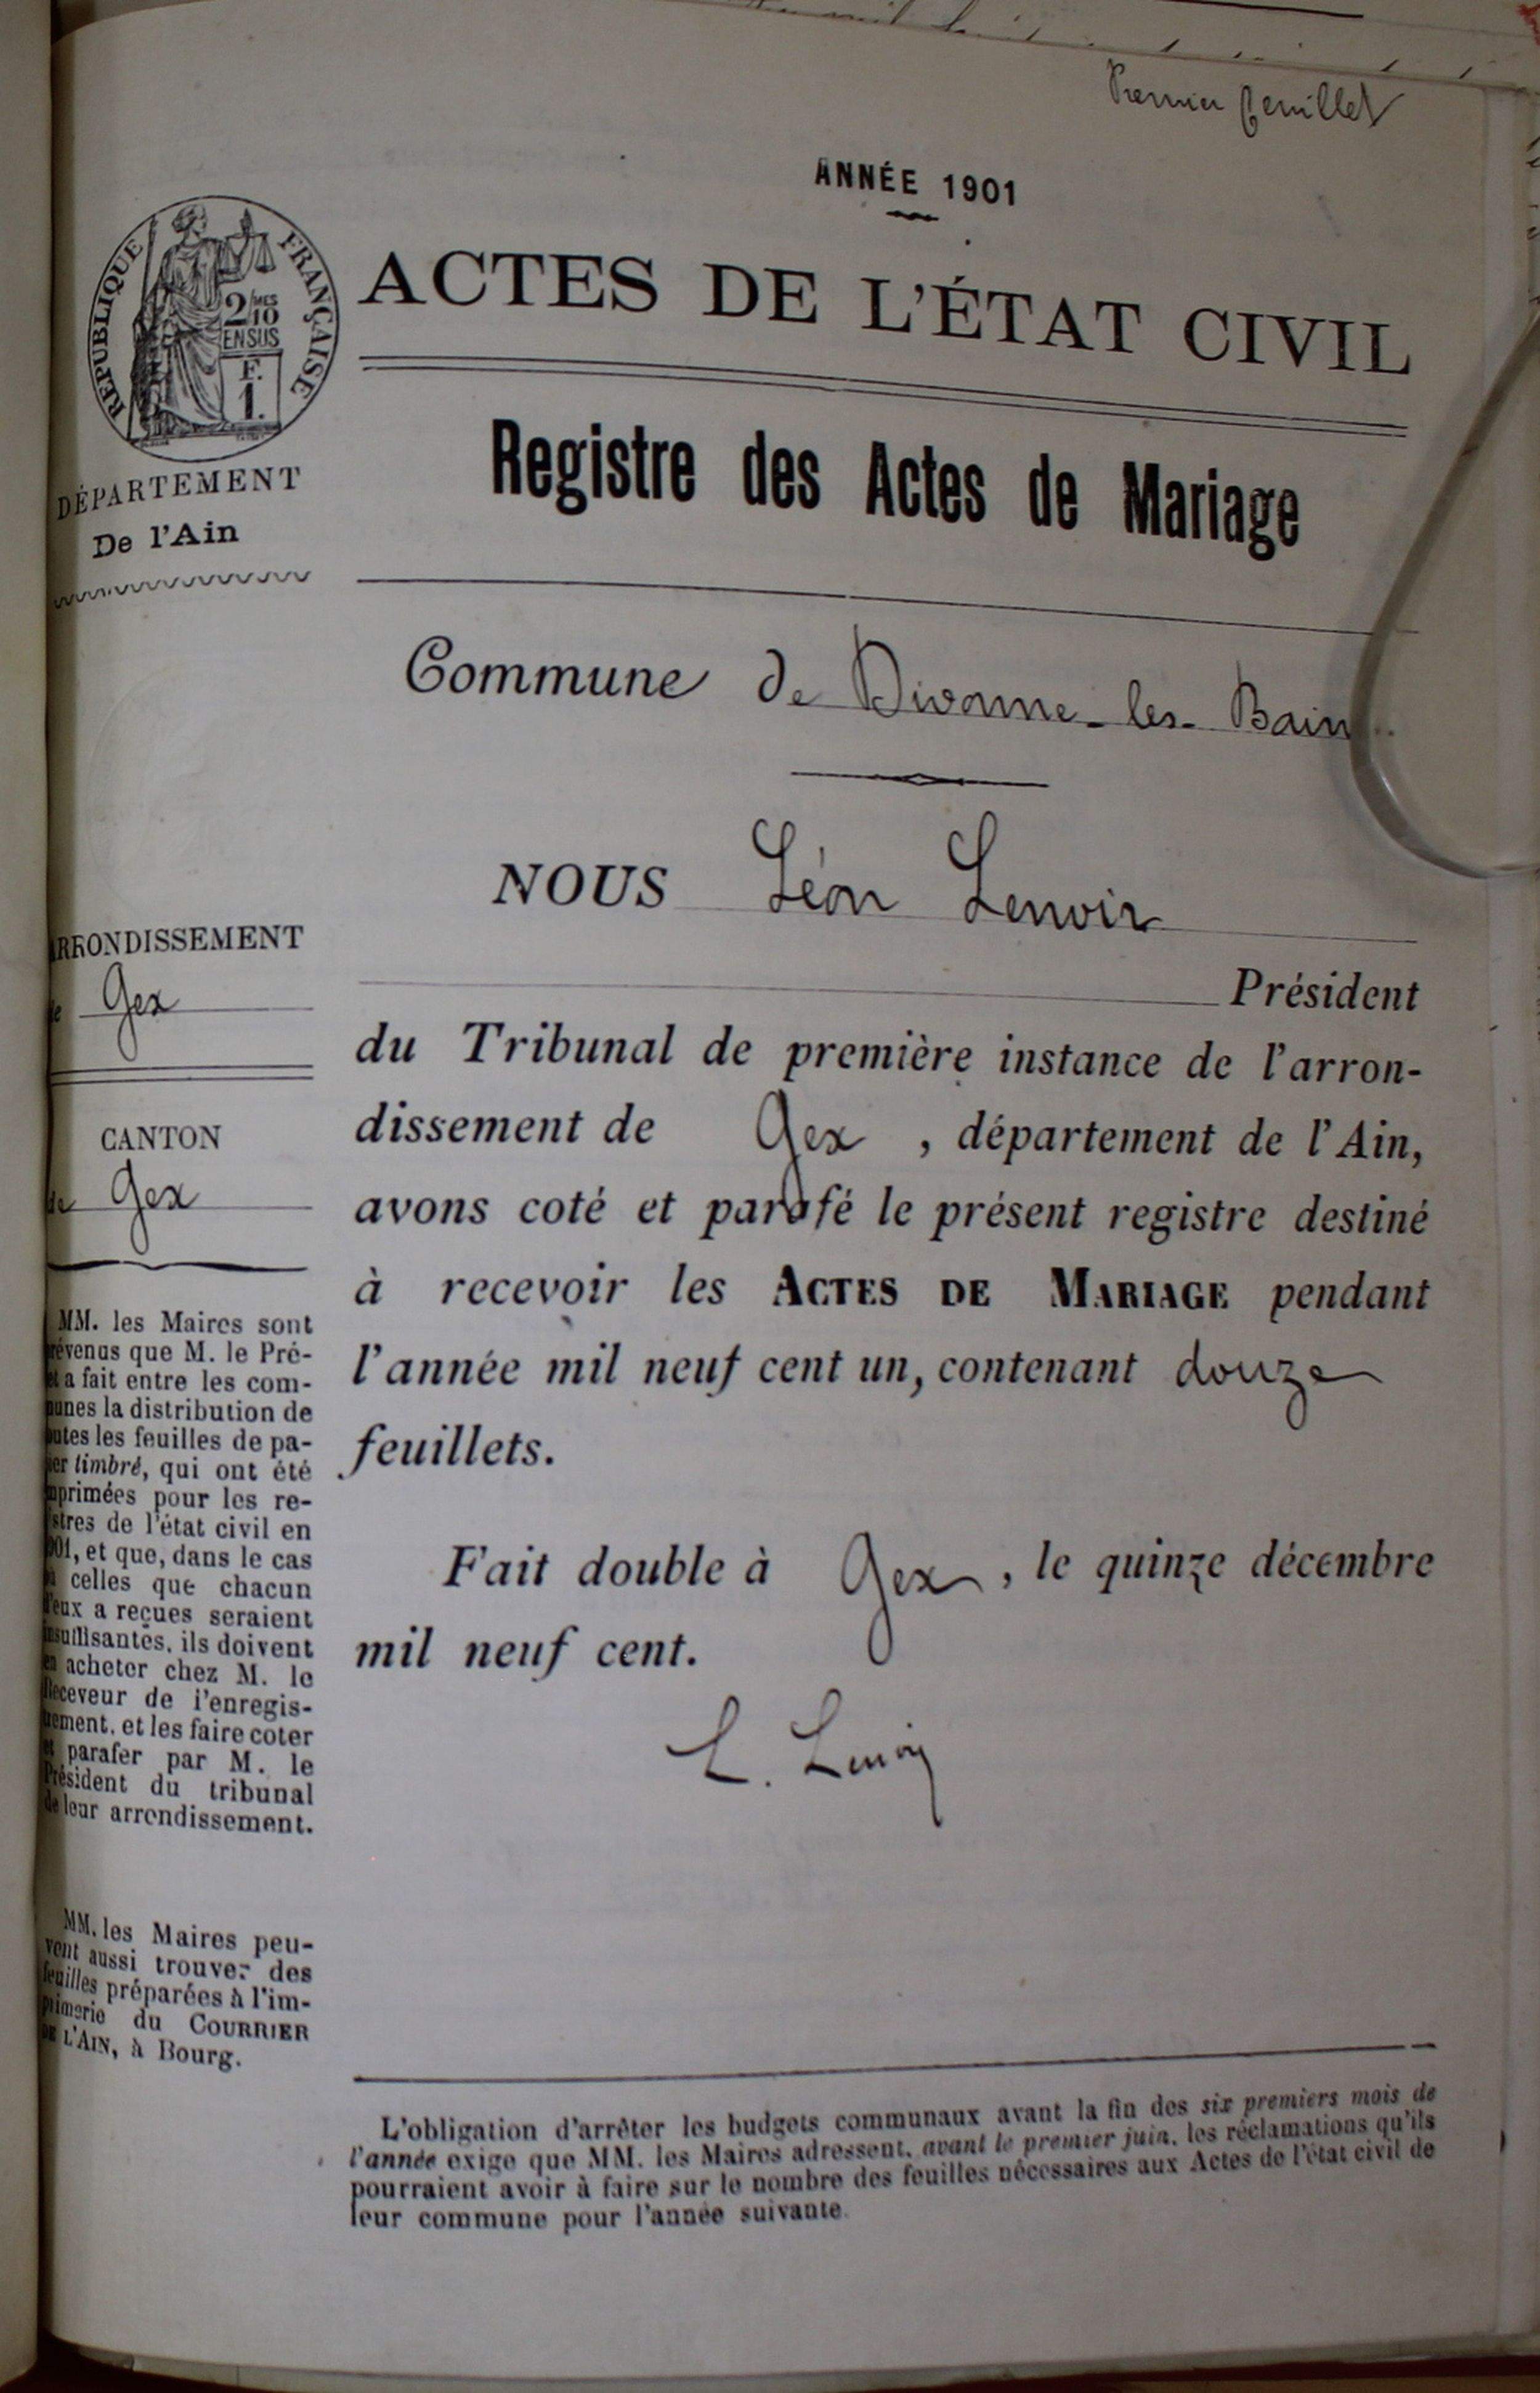 Premier feuillet
ANNÉE 1901
RÉPUBLIQUE FRANÇAISE
2/10 MES
EN SUS
F.
1.
ACTES DE L'ÉTAT CIVIL
DÉPARTEMENT
De l'Ain
Registre des Actes de Mariage
Commune de Divonne-les-Bains
NOUS Léon Lenoir
Président
du Tribunal de première instance de l'arron-
dissement de Gex, département de l'Ain,
avons coté et parafé le présent registre destiné
à recevoir les ACTES DE MARIAGE pendant
l'année mil neuf cent un, contenant douze
feuillets.
Fait double à Gex, le quinze décembre
mil neuf cent.
L. Lenoir
ARRONDISSEMENT
de Gex
CANTON
de Gex
MM. les Maires sont
prévenus que M. le Pré-
fet a fait entre les com-
munes la distribution de
toutes les feuilles de pa-
pier timbré, qui ont été
imprimées pour les re-
gistres de l'état civil en
1901, et que, dans le cas
où celles que chacun
d'eux a reçues seraient
insuffisantes, ils doivent
en acheter chez M. le
Receveur de l'enregis-
trement, et les faire coter
et parafer par M. le
Président du tribunal
de leur arrondissement.
MM. les Maires peu-
vent aussi trouver des
feuilles préparées à l'im-
primerie du COURRIER
DE L'AIN, à Bourg.
L'obligation d'arrêter les budgets communaux avant la fin des six premiers mois de
l'année exige que MM. les Maires adressent, avant le premier juin, les réclamations qu'ils
pourraient avoir à faire sur le nombre des feuilles nécessaires aux Actes de l'état civil de
leur commune pour l'année suivante.